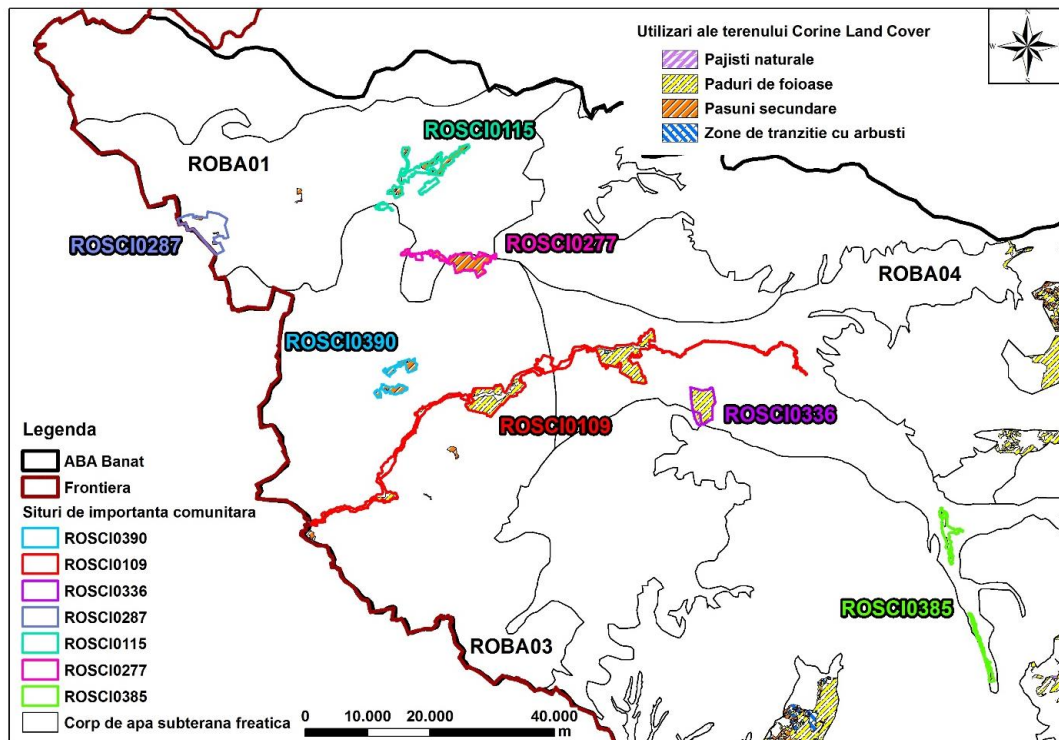 Utilizari ale terenului Corine Land Cover
Pajisti naturale
Paduri de foioase
Pasuni secundare
Zone de tranzitie cu arbusti
N
W
E
S
ROSCI0115
ROBA01
ROSCI0287
ROSCI0277
ROBA04
ROSCI0390
ROSCI0109
ROSCI0336
ROSCI0385
ROBA03
Legenda
ABA Banat
Frontiera
Situri de importanta comunitara
ROSCI0390
ROSCI0109
ROSCI0336
ROSCI0287
ROSCI0115
ROSCI0277
ROSCI0385
Corp de apa subterana freatica
0 10.000 20.000 40.000
m